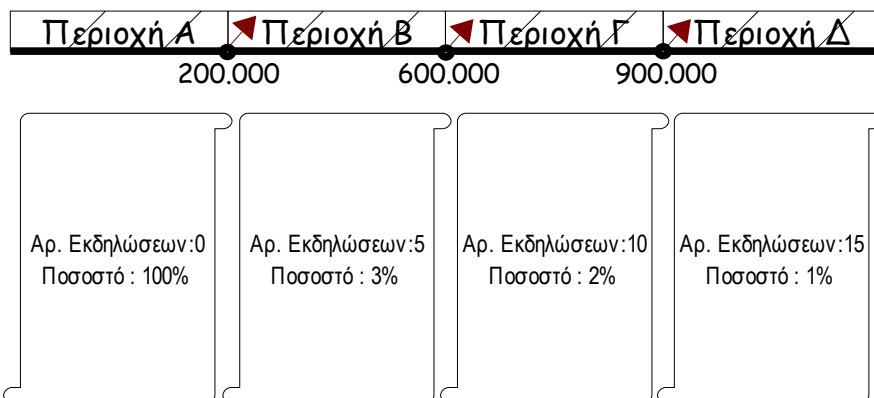 Περιοχή Α Περιοχή Β Περιοχή Γ Περιοχή Δ
200.000 600.000 900.000
Αρ. Εκδηλώσεων:0
Ποσοστό : 100%
Αρ. Εκδηλώσεων:5
Ποσοστό : 3%
Αρ. Εκδηλώσεων:10
Ποσοστό : 2%
Αρ. Εκδηλώσεων:15
Ποσοστό : 1%